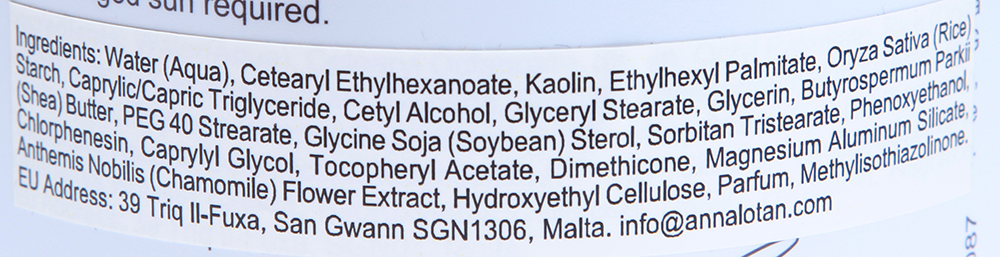 sun required.
Ingredients: Water (Aqua), Cetearyl Ethylhexanoate, Kaolin, Ethylhexyl Palmitate, Oryza Sativa (Rice)
Starch, Caprylic/Capric Triglyceride, Cetyl Alcohol, Glyceryl Stearate, Glycerin, Butyrospermum Parkii
(Shea) Butter, PEG 40 Strearate, Glycine Soja (Soybean) Sterol, Sorbitan Tristearate, Phenoxyethanol,
Chlorphenesin, Caprylyl Glycol, Tocopheryl Acetate, Dimethicone, Magnesium Aluminum Silicate,
Anthemis Nobilis (Chamomile) Flower Extract, Hydroxyethyl Cellulose, Parfum, Methylisothiazolinone.
EU Address: 39 Triq Il-Fuxa, San Gwann SGN1306, Malta. info@annalotan.com